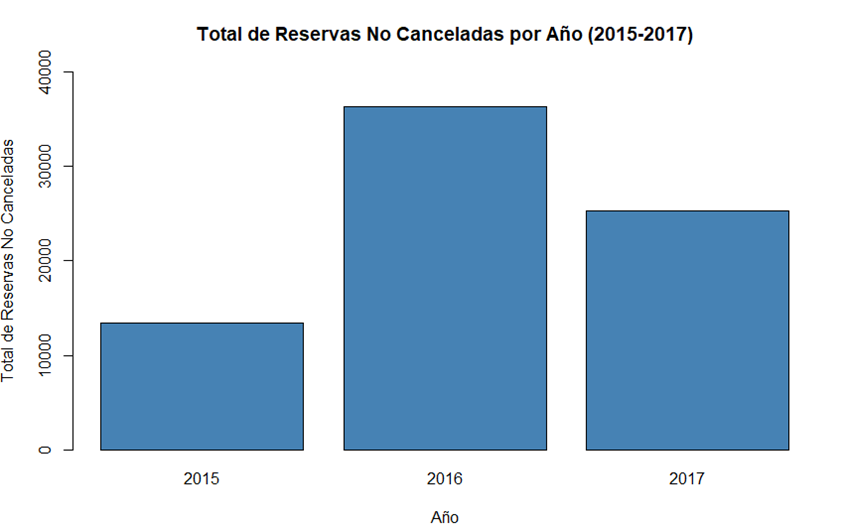 Total de Reservas No Canceladas por Año (2015-2017)
Total de Reservas No Canceladas
40000
30000
20000
10000
0
2015 2016 2017
Año